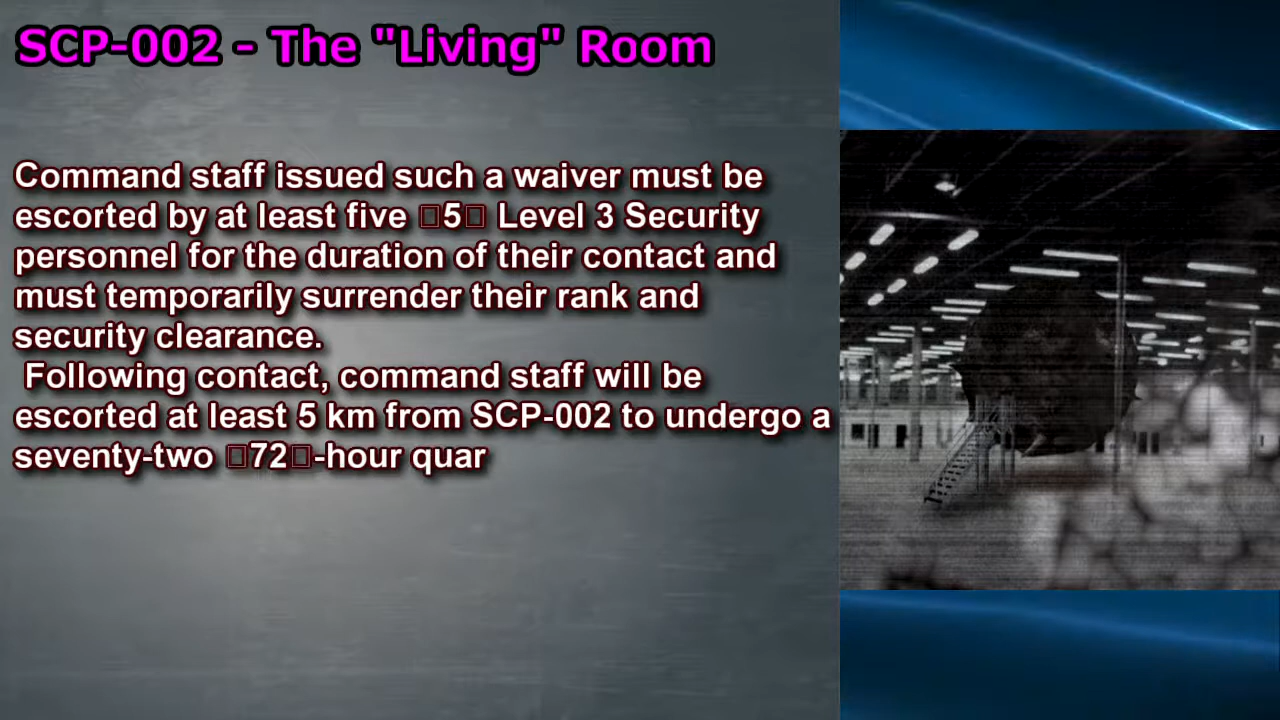 SCP-002 - The "Living" Room
Command staff issued such a waiver must be
escorted by at least five □5□ Level 3 Security
personnel for the duration of their contact and
must temporarily surrender their rank and
security clearance.
Following contact, command staff will be
escorted at least 5 km from SCP-002 to undergo a
seventy-two □72□-hour quar